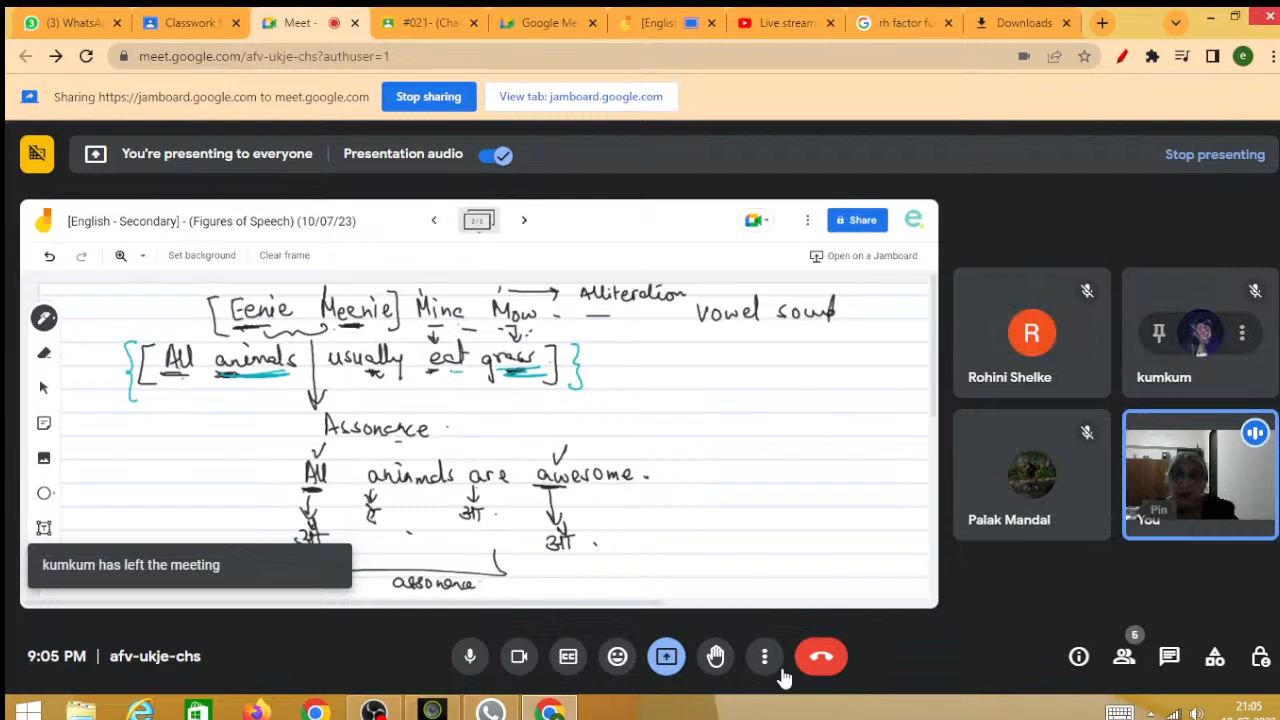 (3) WhatsA
Classwork f
Meet -
#021- (Cha
Google Me
[English
Live stream
rh factor fu
Downloads
meet.google.com/afv-ukje-chs?authuser=1
Sharing https://jamboard.google.com to meet.google.com
Stop sharing
View tab: jamboard.google.com
You're presenting to everyone
Presentation audio
Stop presenting
[English - Secondary] - (Figures of Speech) (10/07/23)
2/3
Share
Set background
Clear frame
Open on a Jamboard
[Eenie Meenie] Mine Mow. → Alliteration vowel sound
{[All animals usually eat grass]}
Assonance
All animals are awesome.
ऑ ए आ
ऑ
assonance
kumkum has left the meeting
Rohini Shelke
kumkum
Palak Mandal
Pin
You
9:05 PM | afv-ukje-chs
5
21:05